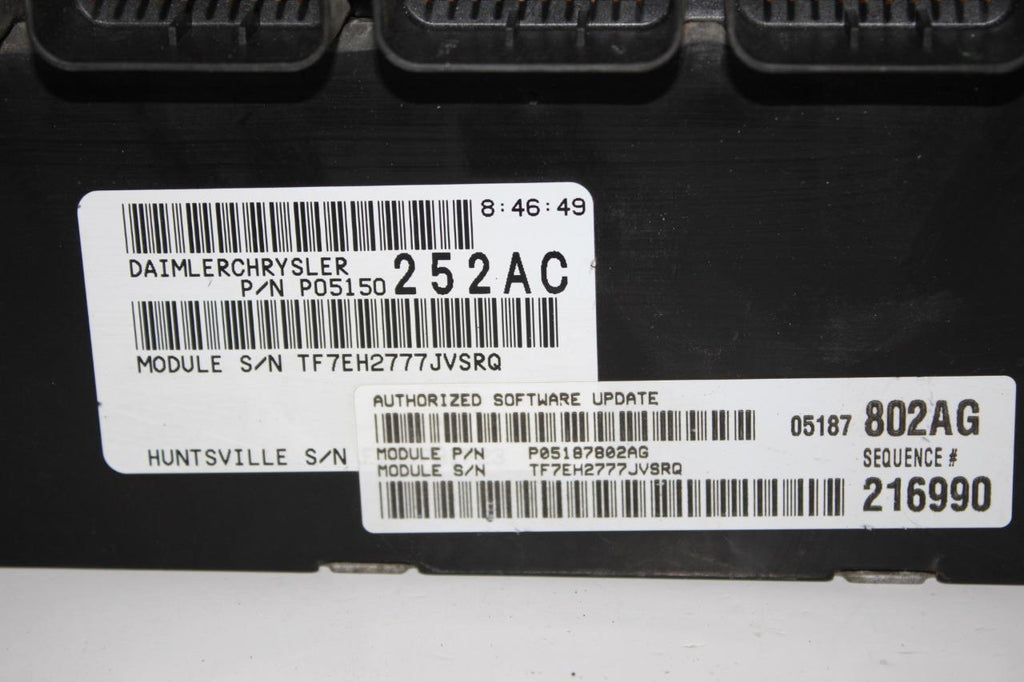 8:46:49
DAIMLERCHRYSLER
P/N P05150 252AC
MODULE S/N TF7EH2777JVSRQ
HUNTSVILLE S/N
AUTHORIZED SOFTWARE UPDATE
05187 802AG
MODULE P/N P05187802AG
MODULE S/N TF7EH2777JVSRQ
SEQUENCE #
216990